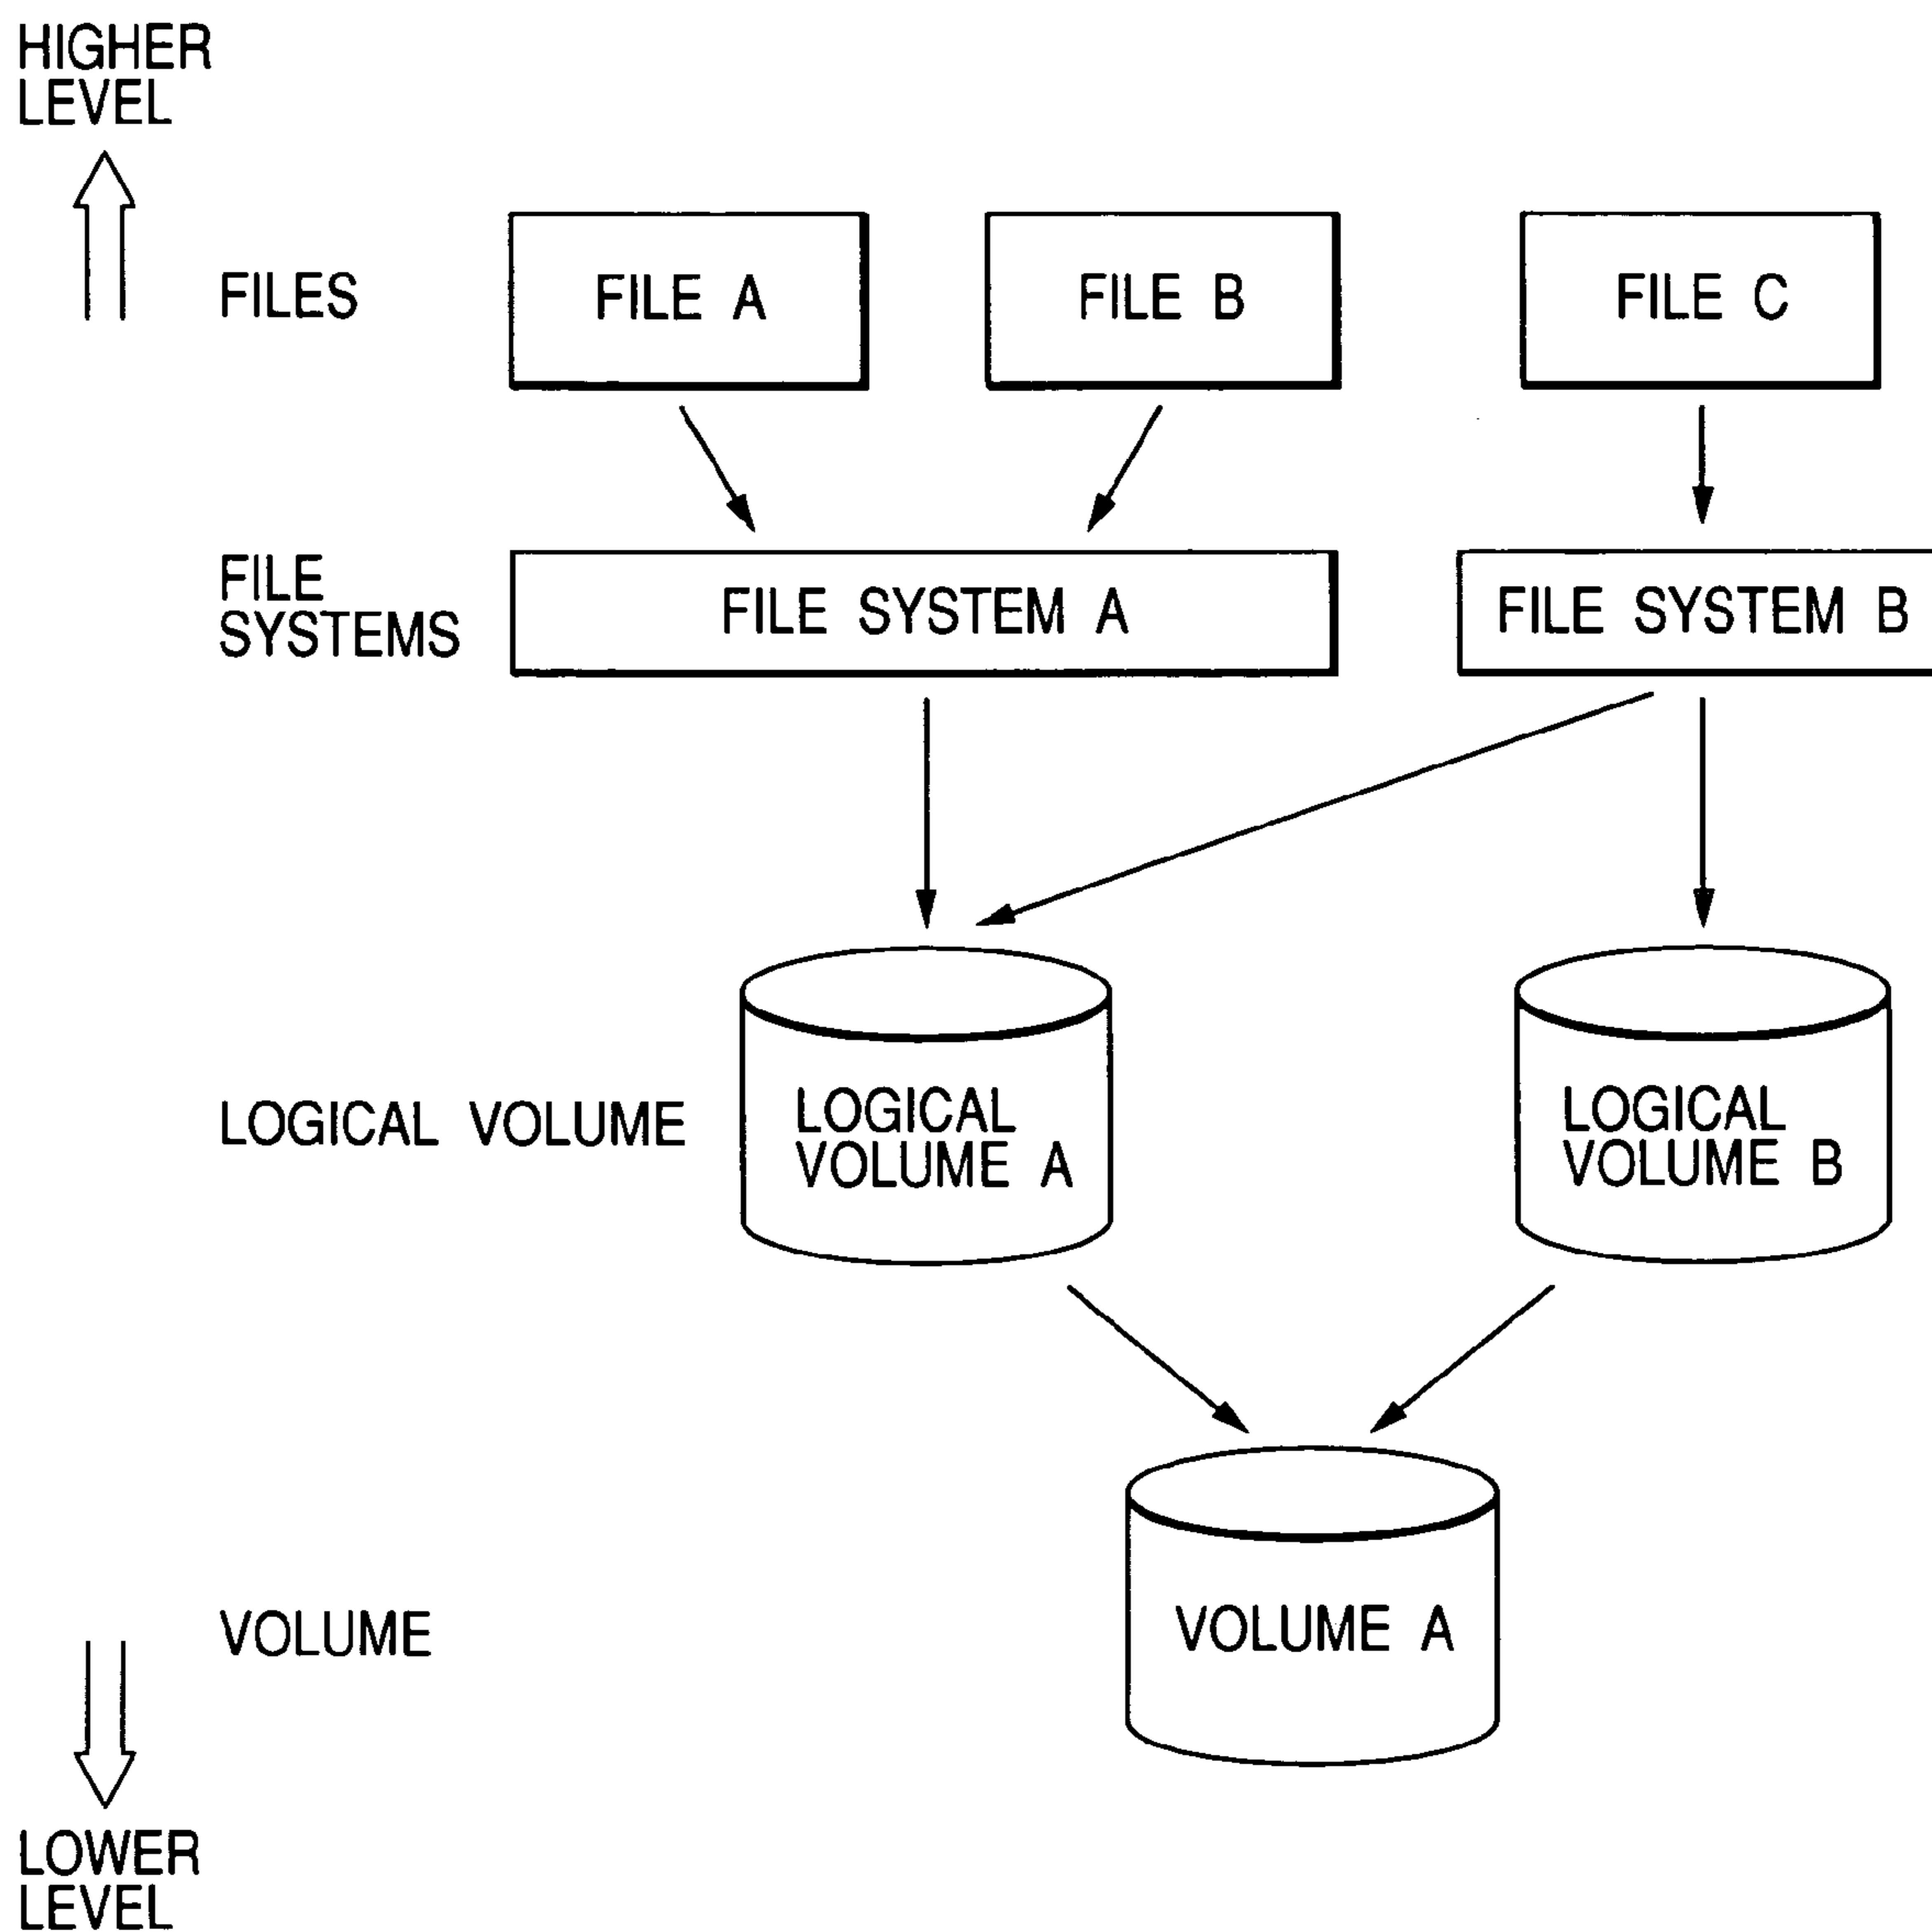 HIGHER
LEVEL
FILES
FILE A
FILE B
FILE C
FILE
SYSTEMS
FILE SYSTEM A
FILE SYSTEM B
LOGICAL VOLUME
LOGICAL
VOLUME A
LOGICAL
VOLUME B
VOLUME
VOLUME A
LOWER
LEVEL